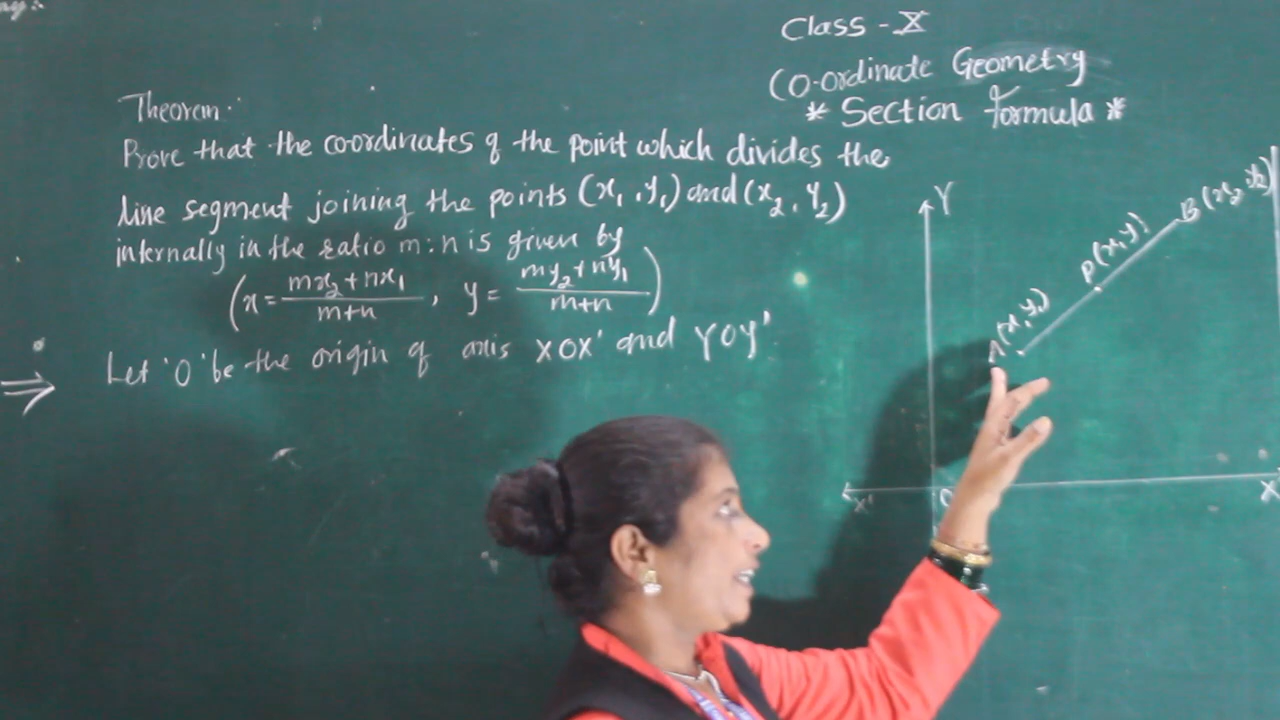 Class - X
Co-ordinate Geometry
* Section formula *
Theorem:
Prove that the coordinates of the point which divides the
line segment joining the points (x₁, y₁) and (x₂, y₂)
internally in the ratio m:n is given by
(x = mx₂+nx₁/m+n, y = my₂+ny₁/m+n)
⇒ Let 'O' be the origin of axis XOX' and YOY'
Y
B (x₂, y₂)
P(x, y)
A (x₁, y₁)
X' O X